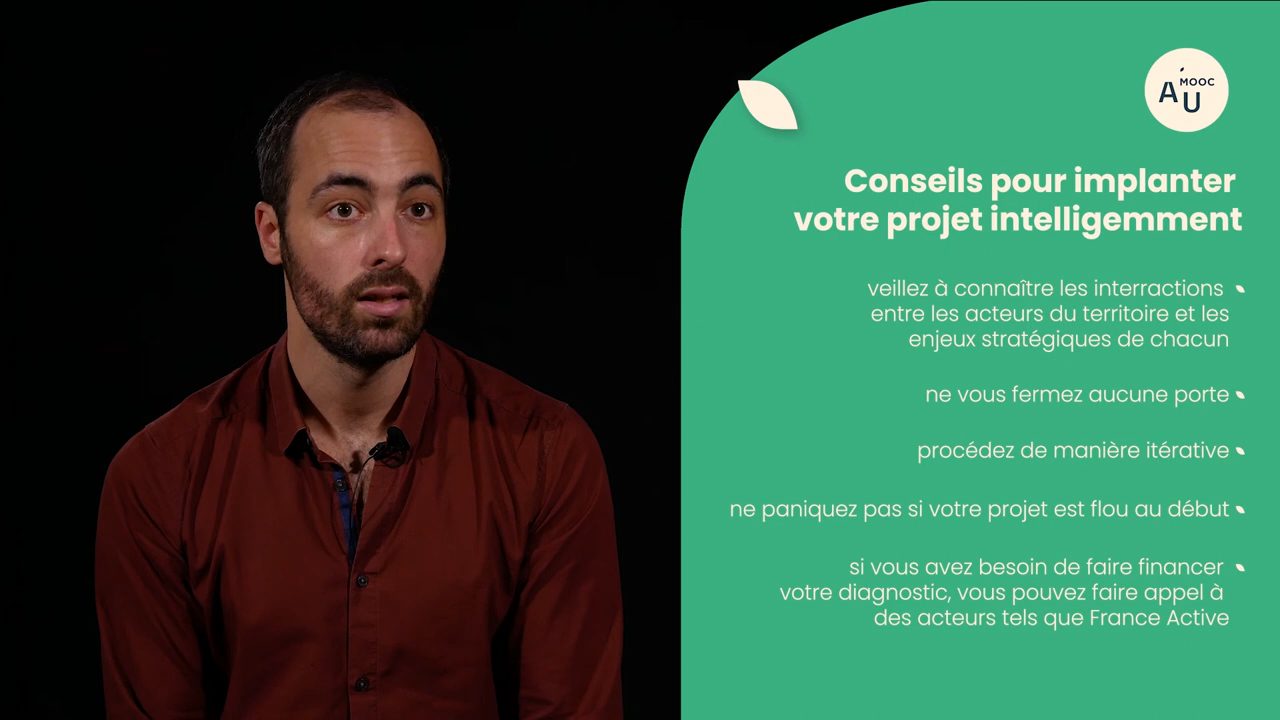 MOOC
ÁU
Conseils pour implanter
votre projet intelligemment
veillez à connaître les interractions
entre les acteurs du territoire et les
enjeux stratégiques de chacun
ne vous fermez aucune porte
procédez de manière itérative
ne paniquez pas si votre projet est flou au début
si vous avez besoin de faire financer
votre diagnostic, vous pouvez faire appel à
des acteurs tels que France Active